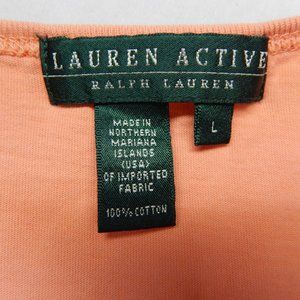 LAUREN ACTIVE
RALPH LAUREN
L
MADE IN
NORTHERN
MARIANA
ISLANDS
(USA)
OF IMPORTED
FABRIC
100% COTTON